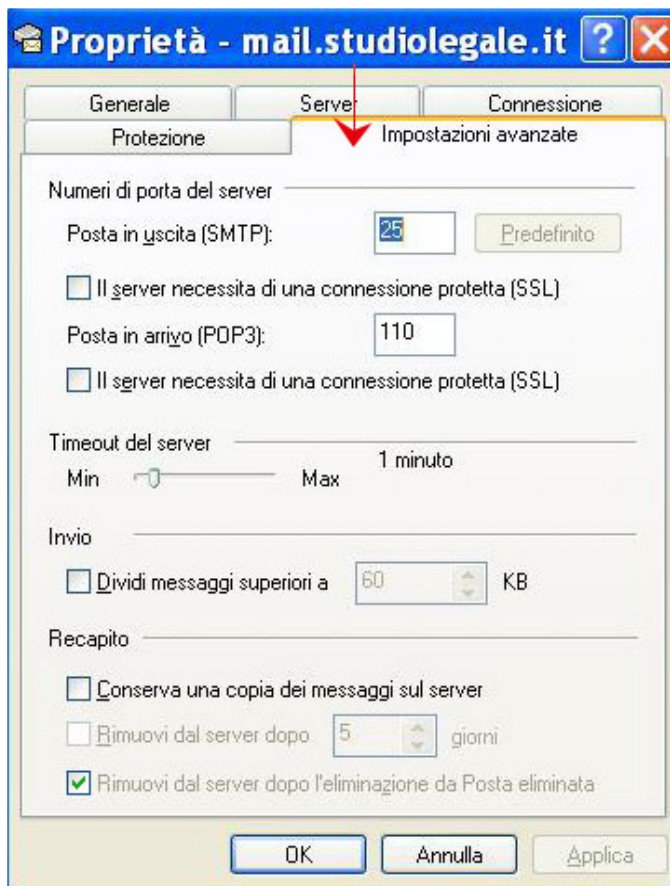 Proprietà - mail.studiolegale.it
Generale Server Connessione
Protezione Impostazioni avanzate
Numeri di porta del server
Posta in uscita (SMTP): 25 Predefinito
Il server necessita di una connessione protetta (SSL)
Posta in arrivo (POP3): 110
Il server necessita di una connessione protetta (SSL)
Timeout del server
Min Max 1 minuto
Invio
Dividi messaggi superiori a 60 KB
Recapito
Conserva una copia dei messaggi sul server
Rimuovi dal server dopo 5 giorni
Rimuovi dal server dopo l'eliminazione da Posta eliminata
OK Annulla Applica